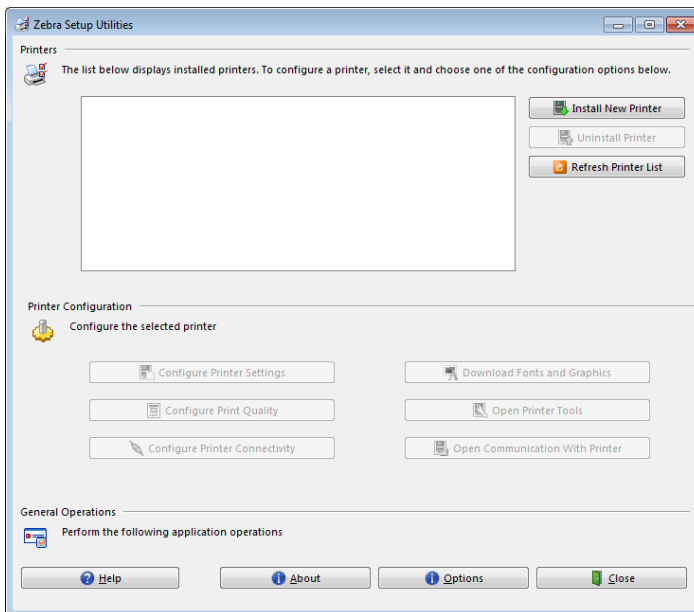 Zebra Setup Utilities
Printers
The list below displays installed printers. To configure a printer, select it and choose one of the configuration options below.
Install New Printer
Uninstall Printer
Refresh Printer List
Printer Configuration
Configure the selected printer
Configure Printer Settings
Download Fonts and Graphics
Configure Print Quality
Open Printer Tools
Configure Printer Connectivity
Open Communication With Printer
General Operations
Perform the following application operations
Help
About
Options
Close